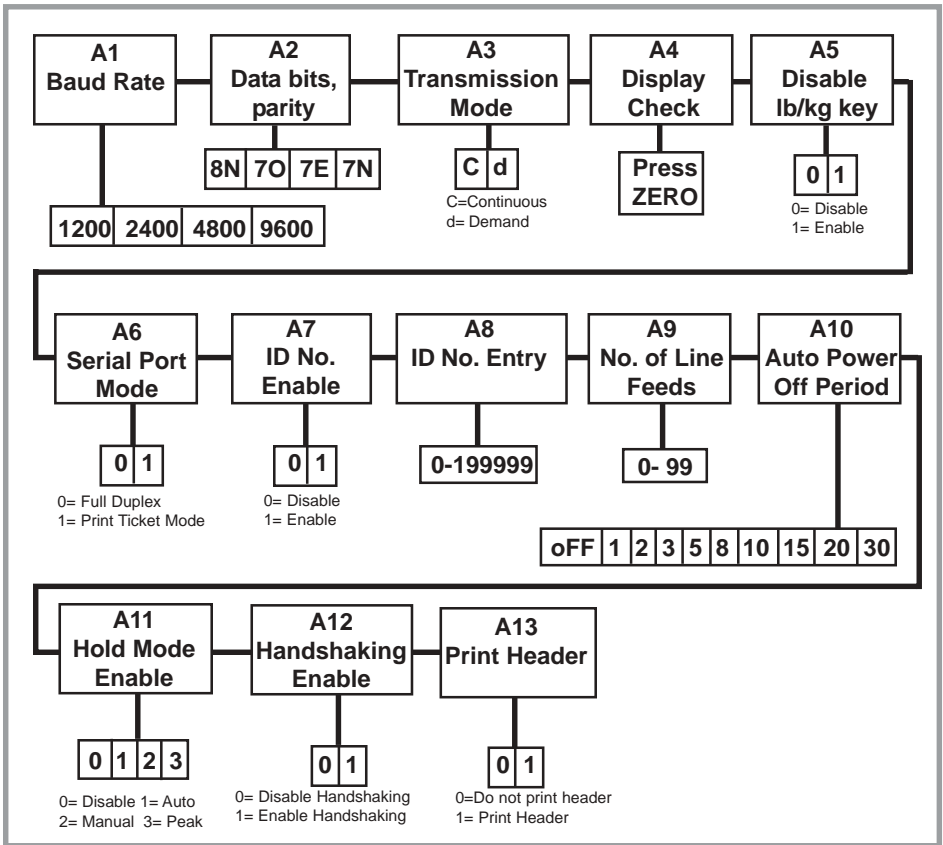 A1
Baud Rate
A2
Data bits,
parity
A3
Transmission
Mode
A4
Display
Check
A5
Disable
lb/kg key
8N 7O 7E 7N
C d
C=Continuous
d= Demand
Press
ZERO
0 1
0= Disable
1= Enable
1200 2400 4800 9600
A6
Serial Port
Mode
A7
ID No.
Enable
A8
ID No. Entry
A9
No. of Line
Feeds
A10
Auto Power
Off Period
0 1
0= Full Duplex
1= Print Ticket Mode
0 1
0= Disable
1= Enable
0-199999
0- 99
oFF 1 2 3 5 8 10 15 20 30
A11
Hold Mode
Enable
A12
Handshaking
Enable
A13
Print Header
0 1 2 3
0= Disable 1= Auto
2= Manual 3= Peak
0 1
0= Disable Handshaking
1= Enable Handshaking
0 1
0=Do not print header
1= Print Header